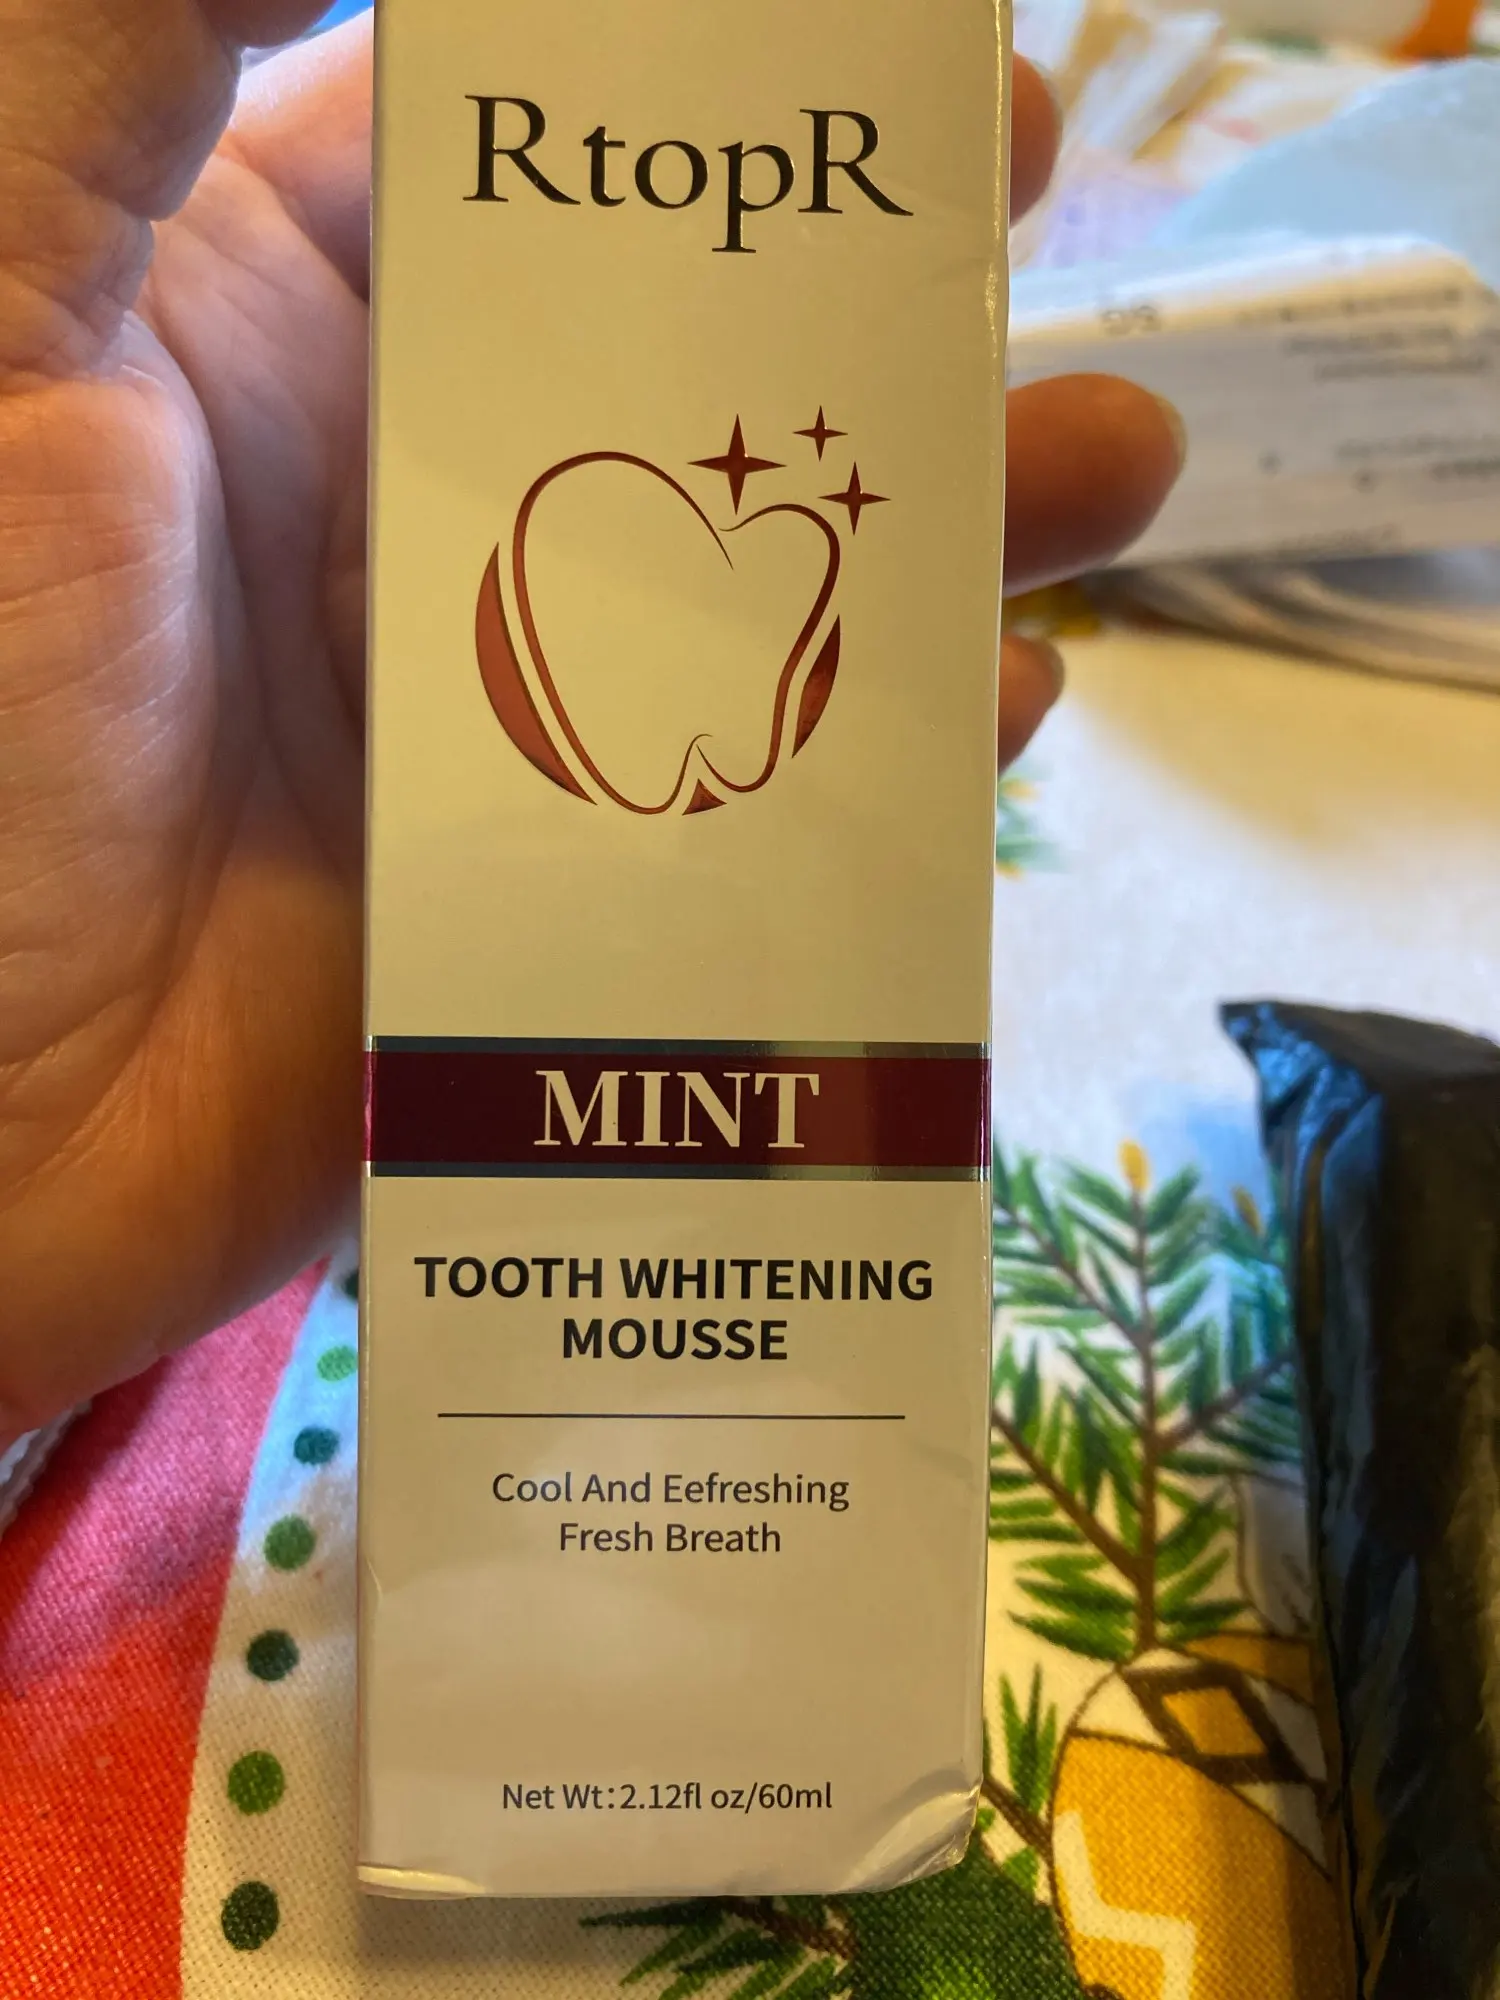 RtopR
MINT
TOOTH WHITENING
MOUSSE
Cool And Eefreshing
Fresh Breath
Net Wt:2.12fl oz/60ml